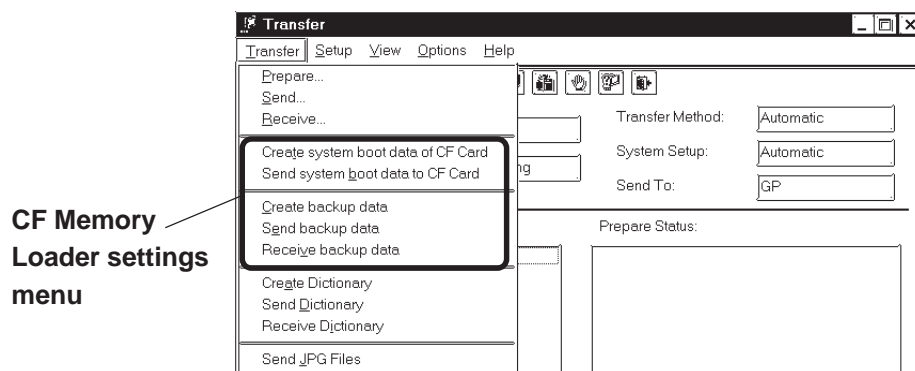 Transfer
Transfer Setup View Options Help
Prepare...
Send...
Receive...
Create system boot data of CF Card
Send system boot data to CF Card
Create backup data
Send backup data
Receive backup data
Create Dictionary
Send Dictionary
Receive Dictionary
Send JPG Files
CF Memory
Loader settings
menu
ng
Transfer Method: Automatic
System Setup: Automatic
Send To: GP
Prepare Status: